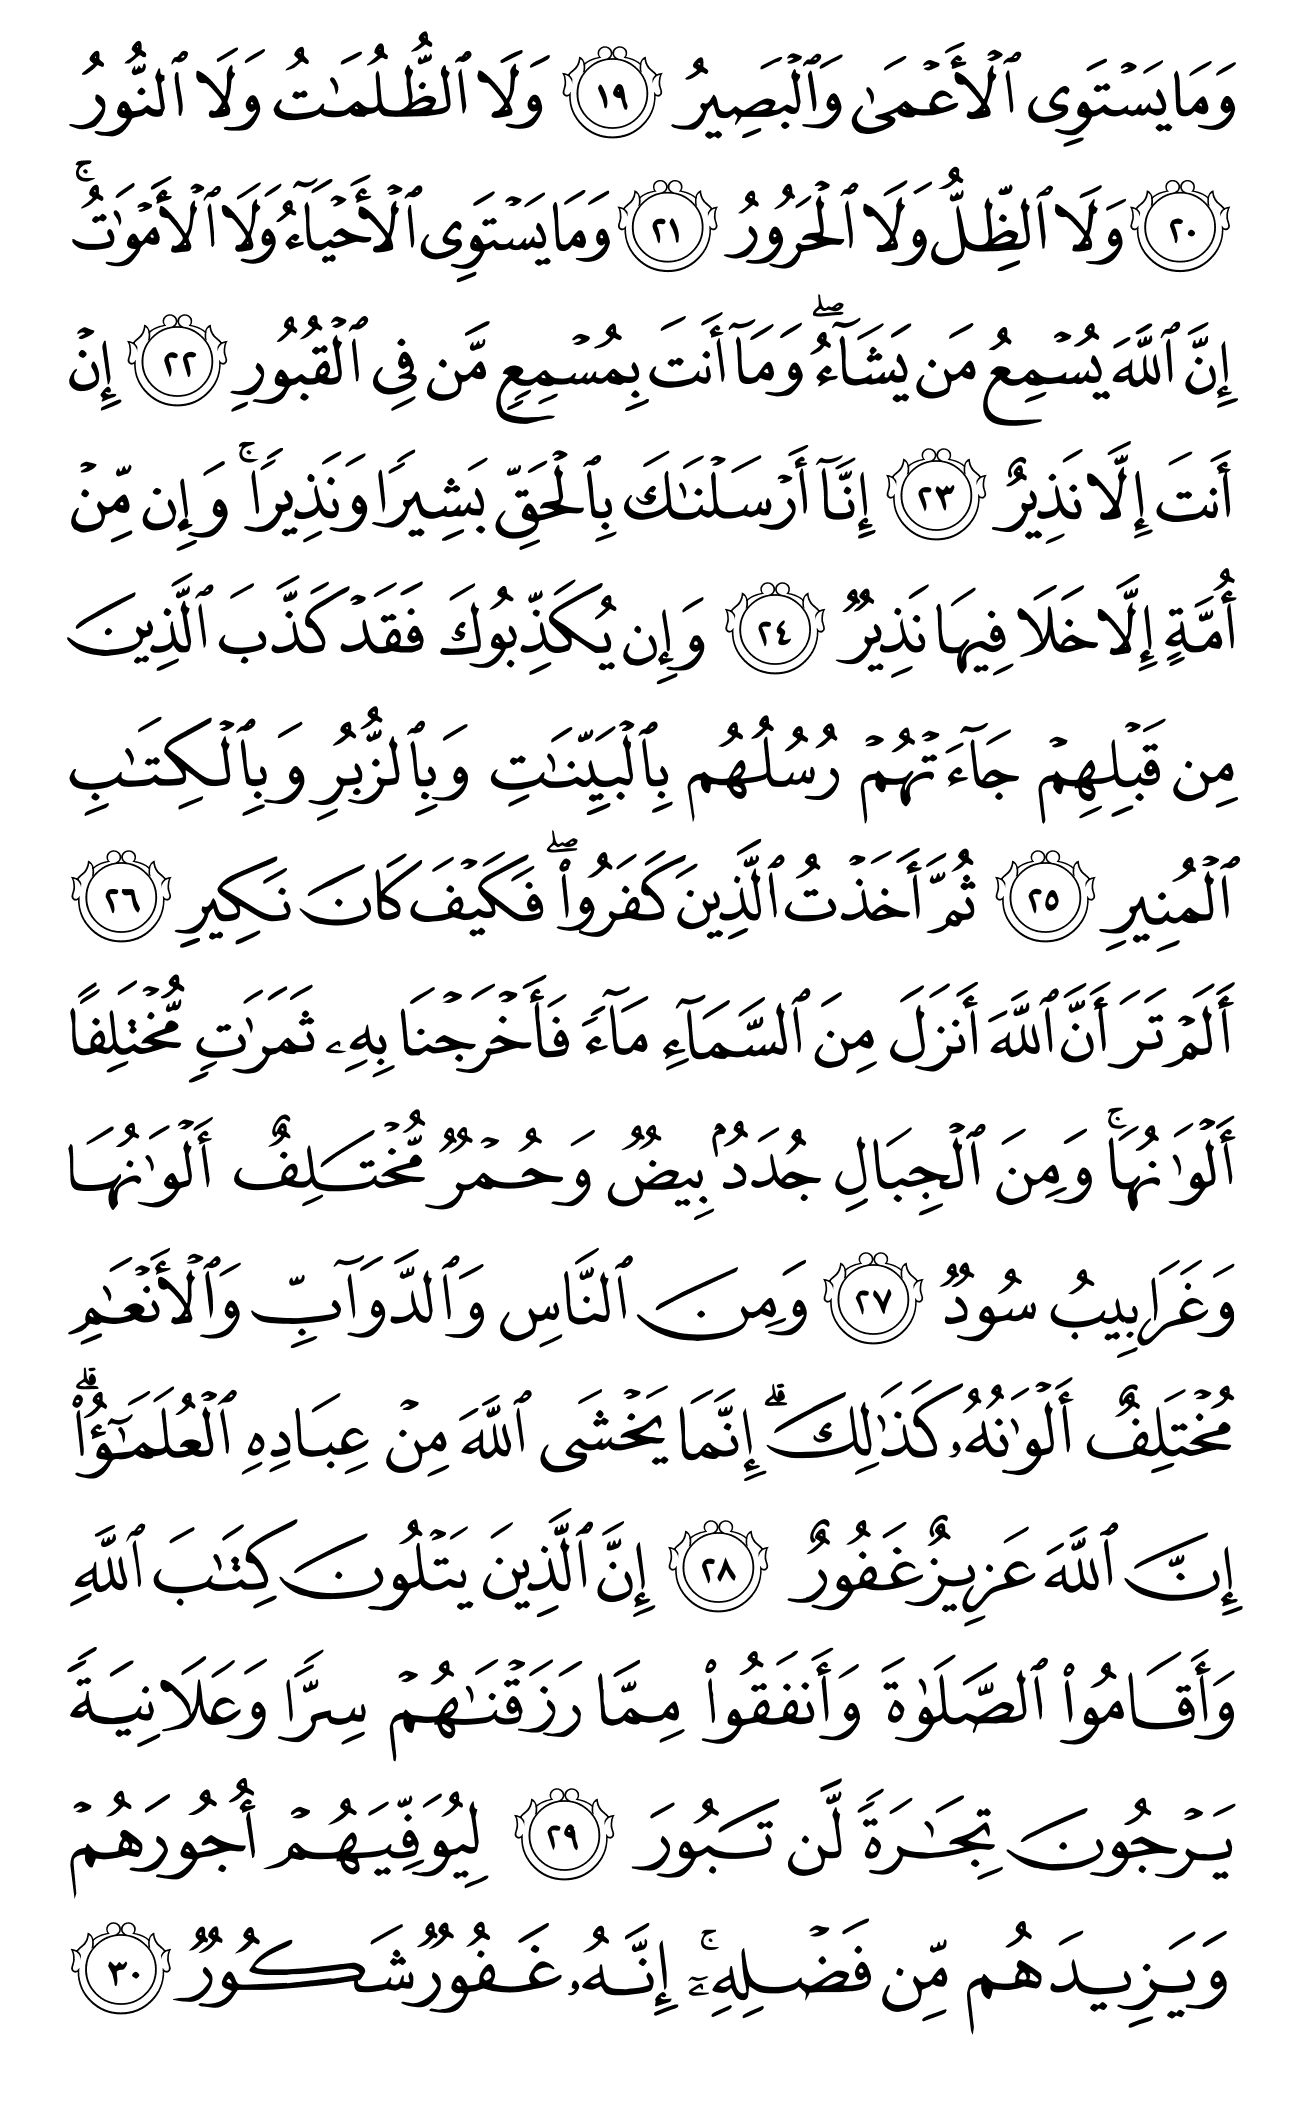 وَمَا يَسْتَوِى ٱلْأَعْمَىٰ وَٱلْبَصِيرُ ١٩ وَلَا ٱلظُّلُمَـٰتُ وَلَا ٱلنُّورُ
٢٠ وَلَا ٱلظِّلُّ وَلَا ٱلْحَرُورُ ٢١ وَمَا يَسْتَوِى ٱلْأَحْيَآءُ وَلَا ٱلْأَمْوَٰتُ ۚ
إِنَّ ٱللَّهَ يُسْمِعُ مَن يَشَآءُ ۖ وَمَآ أَنتَ بِمُسْمِعٍ مَّن فِى ٱلْقُبُورِ ٢٢ إِنْ
أَنتَ إِلَّا نَذِيرٌ ٢٣ إِنَّآ أَرْسَلْنَـٰكَ بِٱلْحَقِّ بَشِيرًا وَنَذِيرًا ۚ وَإِن مِّنْ
أُمَّةٍ إِلَّا خَلَا فِيهَا نَذِيرٌ ٢٤ وَإِن يُكَذِّبُوكَ فَقَدْ كَذَّبَ ٱلَّذِينَ
مِن قَبْلِهِمْ جَآءَتْهُمْ رُسُلُهُم بِٱلْبَيِّنَـٰتِ وَبِٱلزُّبُرِ وَبِٱلْكِتَـٰبِ
ٱلْمُنِيرِ ٢٥ ثُمَّ أَخَذْتُ ٱلَّذِينَ كَفَرُوا۟ ۖ فَكَيْفَ كَانَ نَكِيرِ ٢٦
أَلَمْ تَرَ أَنَّ ٱللَّهَ أَنزَلَ مِنَ ٱلسَّمَآءِ مَآءً فَأَخْرَجْنَا بِهِۦ ثَمَرَٰتٍ مُّخْتَلِفًا
أَلْوَٰنُهَا ۚ وَمِنَ ٱلْجِبَالِ جُدَدٌۢ بِيضٌ وَحُمْرٌ مُّخْتَلِفٌ أَلْوَٰنُهَا
وَغَرَابِيبُ سُودٌ ٢٧ وَمِنَ ٱلنَّاسِ وَٱلدَّوَآبِّ وَٱلْأَنْعَـٰمِ
مُخْتَلِفٌ أَلْوَٰنُهُۥ كَذَٰلِكَ ۗ إِنَّمَا يَخْشَى ٱللَّهَ مِنْ عِبَادِهِ ٱلْعُلَمَـٰٓؤُا۟ ۗ
إِنَّ ٱللَّهَ عَزِيزٌ غَفُورٌ ٢٨ إِنَّ ٱلَّذِينَ يَتْلُونَ كِتَـٰبَ ٱللَّهِ
وَأَقَامُوا۟ ٱلصَّلَوٰةَ وَأَنفَقُوا۟ مِمَّا رَزَقْنَـٰهُمْ سِرًّا وَعَلَانِيَةً
يَرْجُونَ تِجَـٰرَةً لَّن تَبُورَ ٢٩ لِيُوَفِّيَهُمْ أُجُورَهُمْ
وَيَزِيدَهُم مِّن فَضْلِهِۦٓ ۚ إِنَّهُۥ غَفُورٌ شَكُورٌ ٣٠